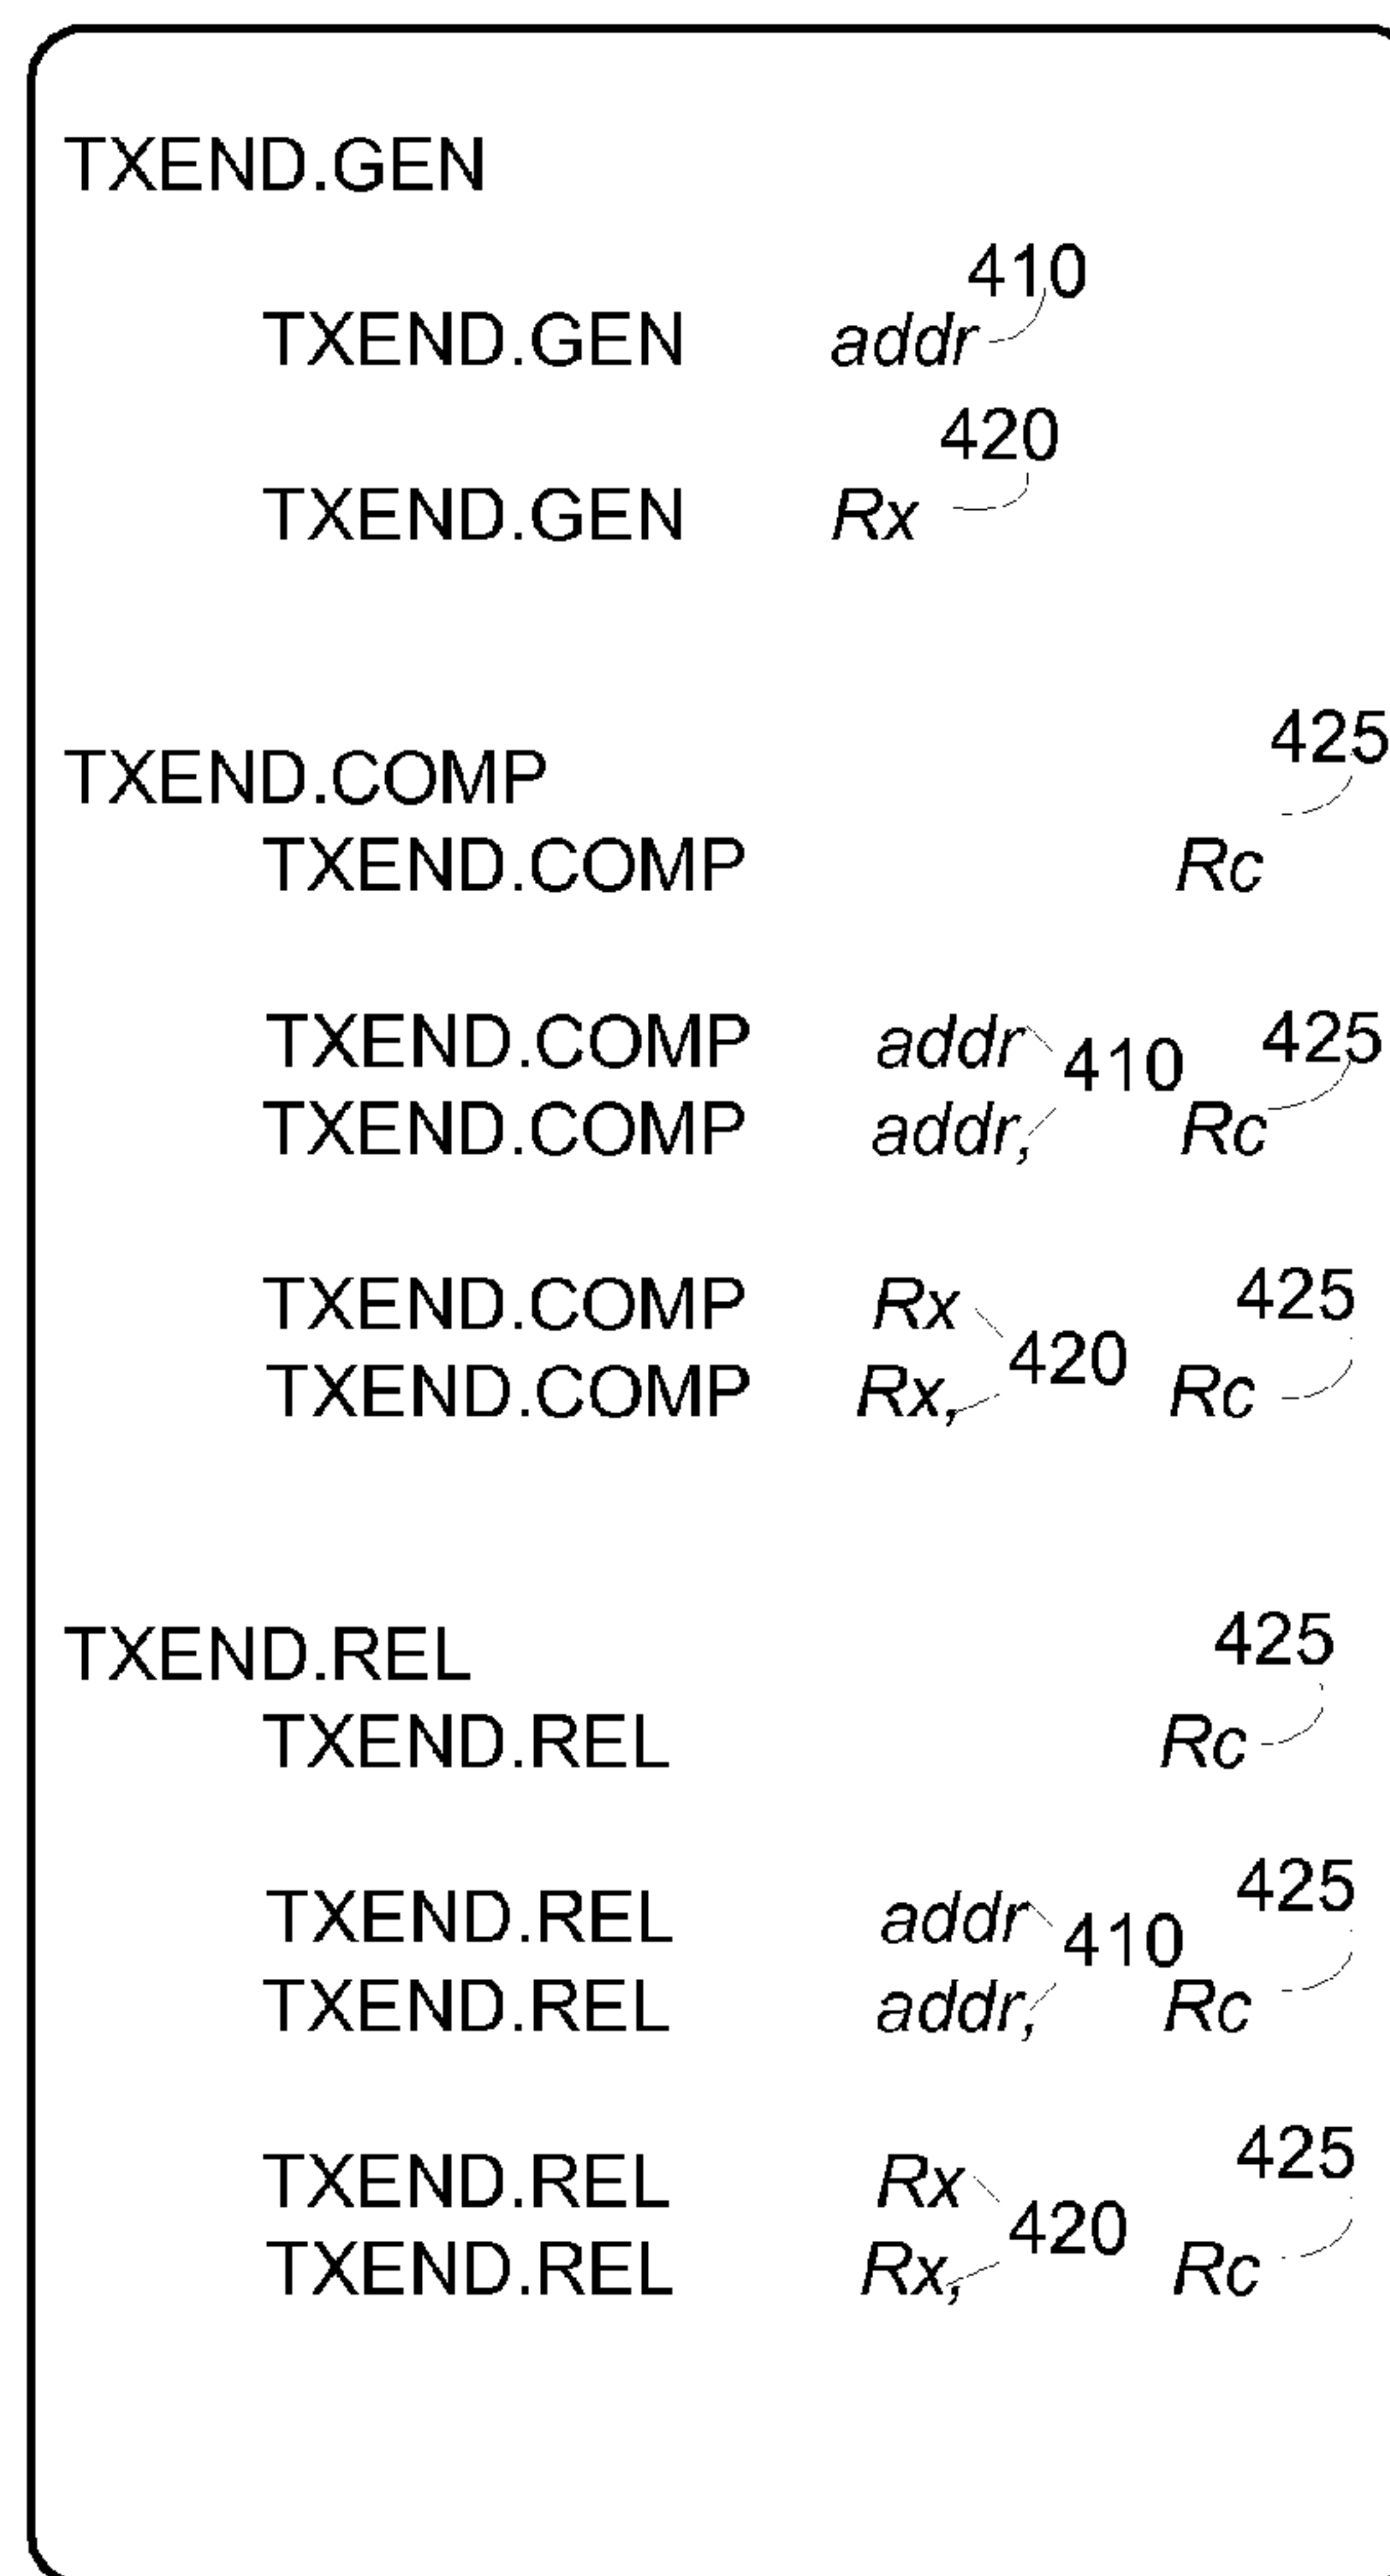 TXEND.GEN
410
TXEND.GEN addr
420
TXEND.GEN Rx
425
TXEND.COMP
TXEND.COMP Rc
TXEND.COMP addr 410 425
TXEND.COMP addr, Rc
TXEND.COMP Rx 420 425
TXEND.COMP Rx, Rc
TXEND.REL 425
TXEND.REL Rc
TXEND.REL addr 410 425
TXEND.REL addr, Rc
TXEND.REL Rx 420 425
TXEND.REL Rx, Rc